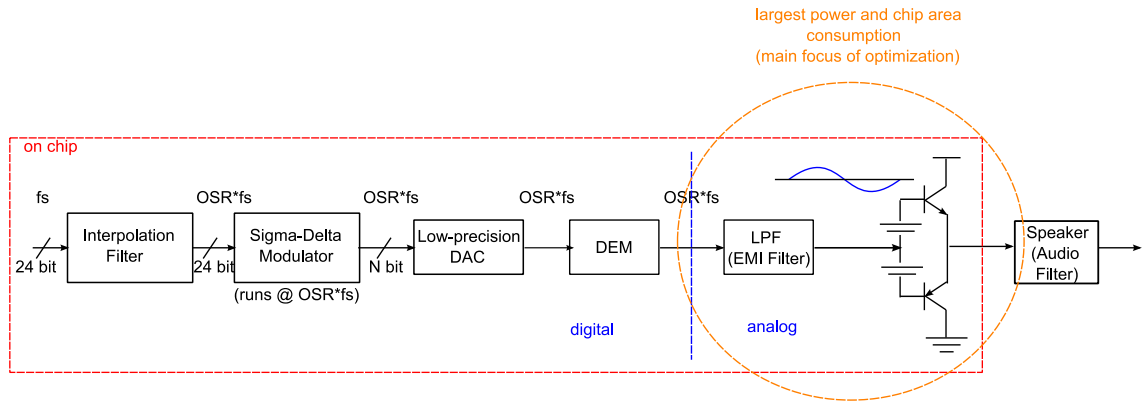 largest power and chip area
consumption
(main focus of optimization)
on chip
fs
OSR*fs
OSR*fs
OSR*fs
OSR*fs
Interpolation
Filter
Sigma-Delta
Modulator
Low-precision
DAC
DEM
LPF
(EMI Filter)
Speaker
(Audio
Filter)
24 bit
24 bit
N bit
(runs @ OSR*fs)
digital
analog